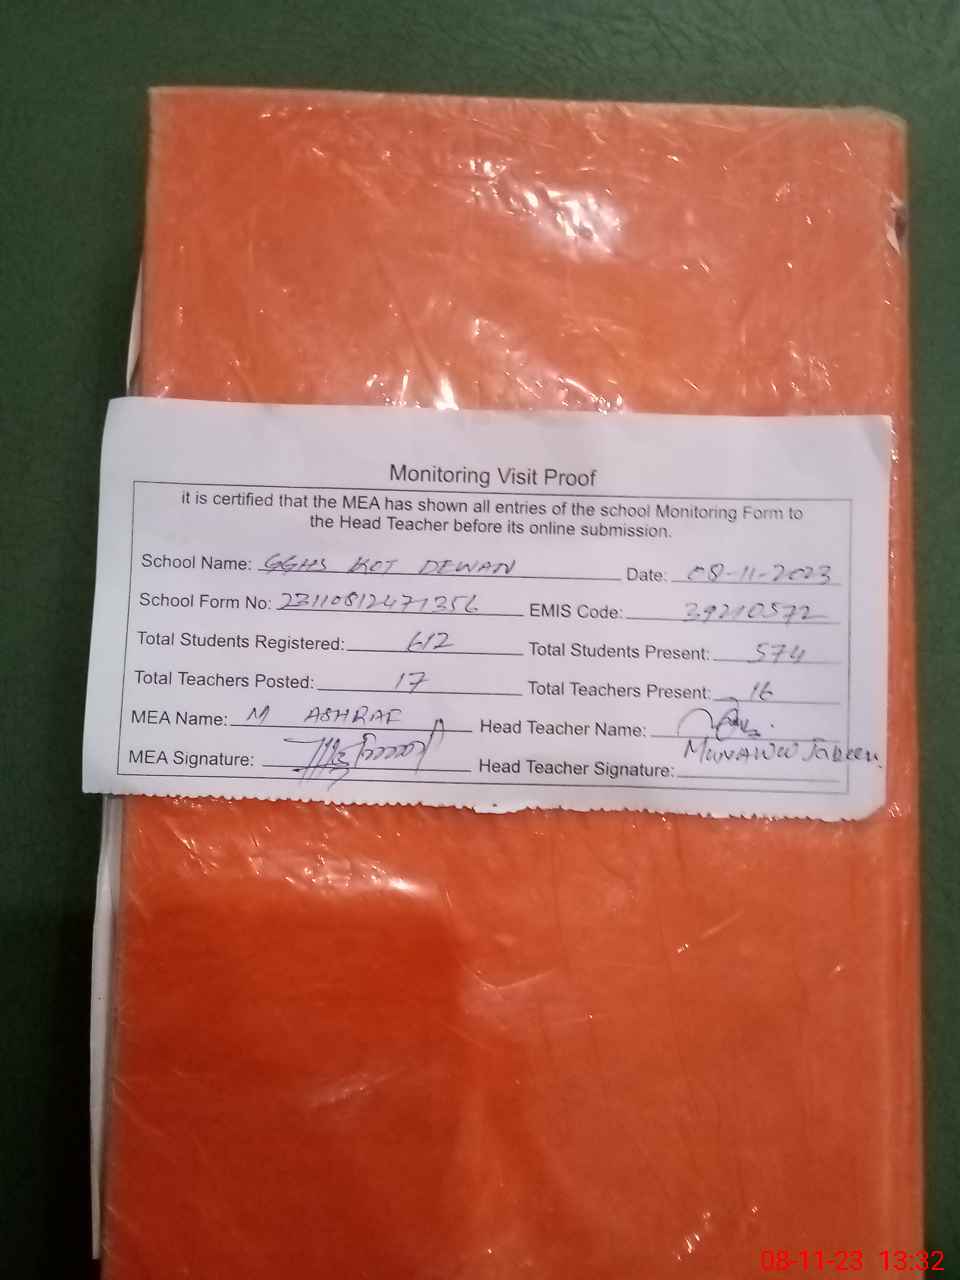 Monitoring Visit Proof
it is certified that the MEA has shown all entries of the school Monitoring Form to
the Head Teacher before its online submission.
School Name: GGHS KOT DEWAN Date: 08-11-2023
School Form No: 23110812471356 EMIS Code: 39210572
Total Students Registered: 612 Total Students Present: 574
Total Teachers Posted: 17 Total Teachers Present: 16
MEA Name: M ASHRAF Head Teacher Name:
Jabeen
MEA Signature: Head Teacher Signature:
08-11-23 13:32